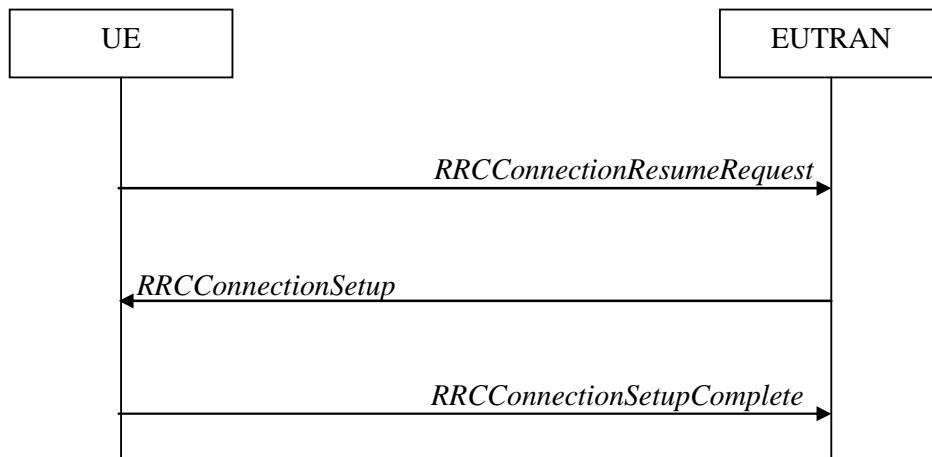 UE
EUTRAN
RRCConnectionResumeRequest
RRCConnectionSetup
RRCConnectionSetupComplete